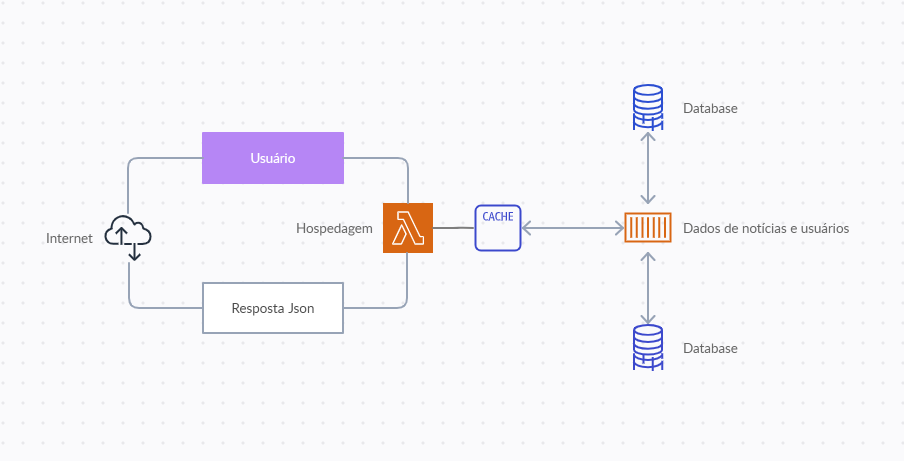 Database
Usuário
CACHE
Internet
Hospedagem
Dados de notícias e usuários
Resposta Json
Database